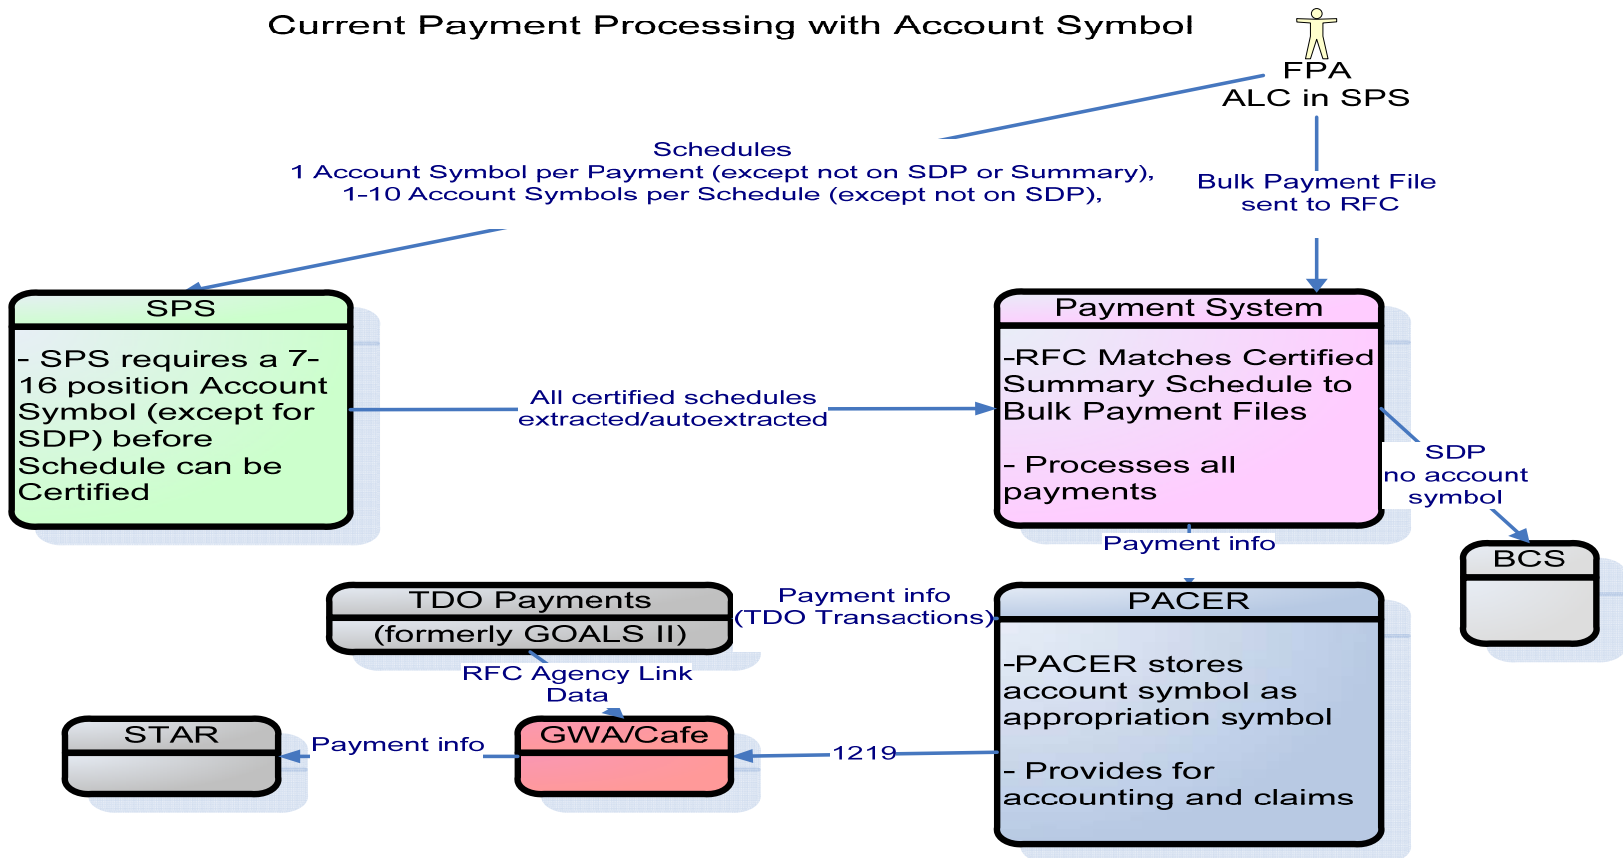 Current Payment Processing with Account Symbol
FPA
ALC in SPS
Schedules
1 Account Symbol per Payment (except not on SDP or Summary),
1-10 Account Symbols per Schedule (except not on SDP),
Bulk Payment File
sent to RFC
SPS
- SPS requires a 7-
16 position Account
Symbol (except for
SDP) before
Schedule can be
Certified
All certified schedules
extracted/autoextracted
Payment System
-RFC Matches Certified
Summary Schedule to
Bulk Payment Files
- Processes all
payments
SDP
no account
symbol
BCS
Payment info
TDO Payments
(formerly GOALS II)
Payment info
(TDO Transactions)
PACER
-PACER stores
account symbol as
appropriation symbol
- Provides for
accounting and claims
RFC Agency Link
Data
STAR
Payment info
GWA/Cafe
1219